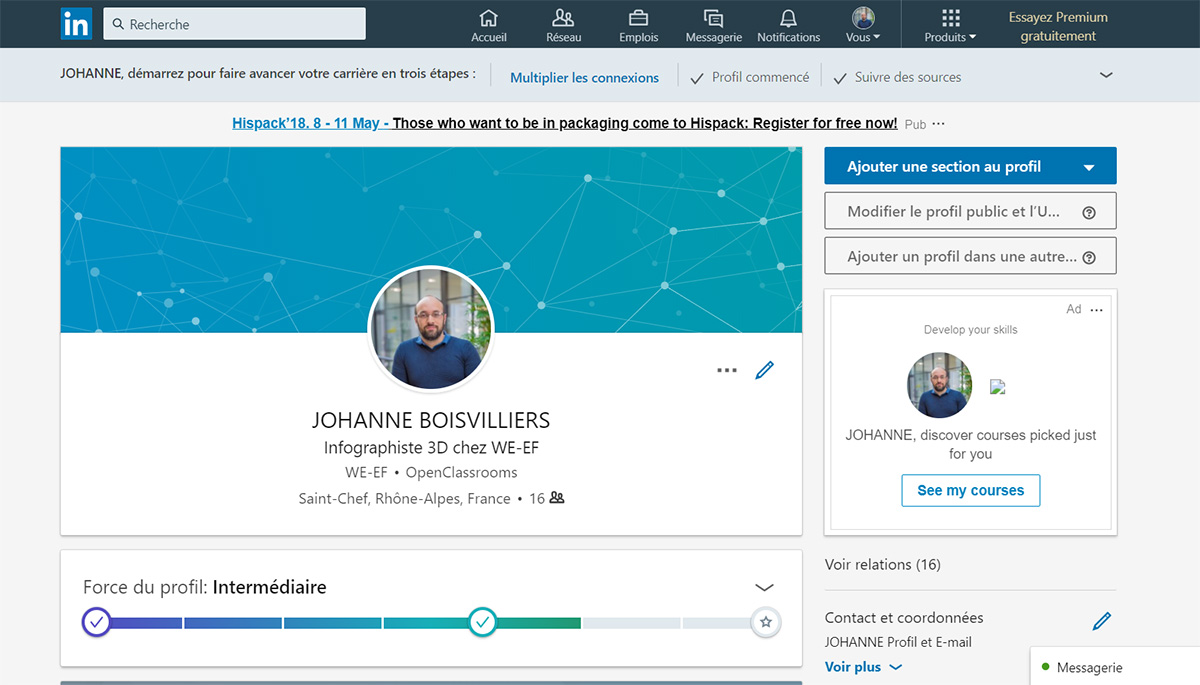 in
Recherche
Accueil
Réseau
Emplois
Messagerie
Notifications
Vous
Produits
Essayez Premium
gratuitement
JOHANNE, démarrez pour faire avancer votre carrière en trois étapes :
Multiplier les connexions
Profil commencé
Suivre des sources
Hispack’18. 8 - 11 May - Those who want to be in packaging come to Hispack: Register for free now! Pub ...
JOHANNE BOISVILLIERS
Infographiste 3D chez WE-EF
WE-EF • OpenClassrooms
Saint-Chef, Rhône-Alpes, France • 16
Force du profil: Intermédiaire
Ajouter une section au profil
Modifier le profil public et l’U...
Ajouter un profil dans une autre...
Ad ...
Develop your skills
JOHANNE, discover courses picked just
for you
See my courses
Voir relations (16)
Contact et coordonnées
JOHANNE Profil et E-mail
Voir plus
Messagerie